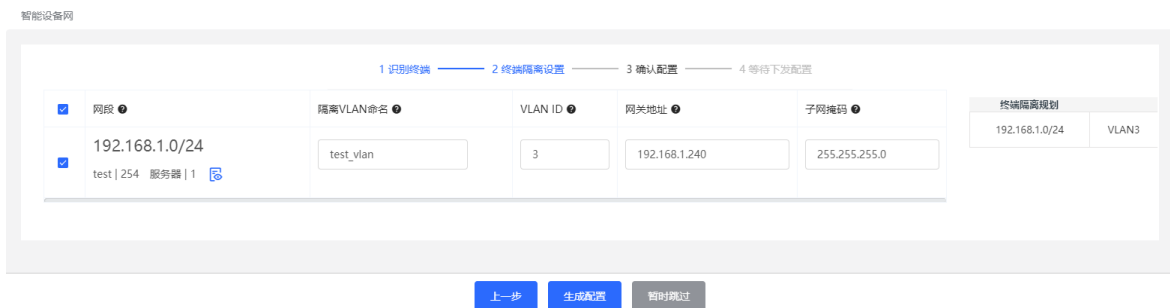 智能设备网
1 识别终端 2 终端隔离设置 3 确认配置 4 等待下发配置
网段 隔离VLAN命名 VLAN ID 网关地址 子网掩码
192.168.1.0/24 test_vlan 3 192.168.1.240 255.255.255.0
test | 254 服务器 | 1
终端隔离规划
192.168.1.0/24 VLAN3
上一步 生成配置 暂时跳过